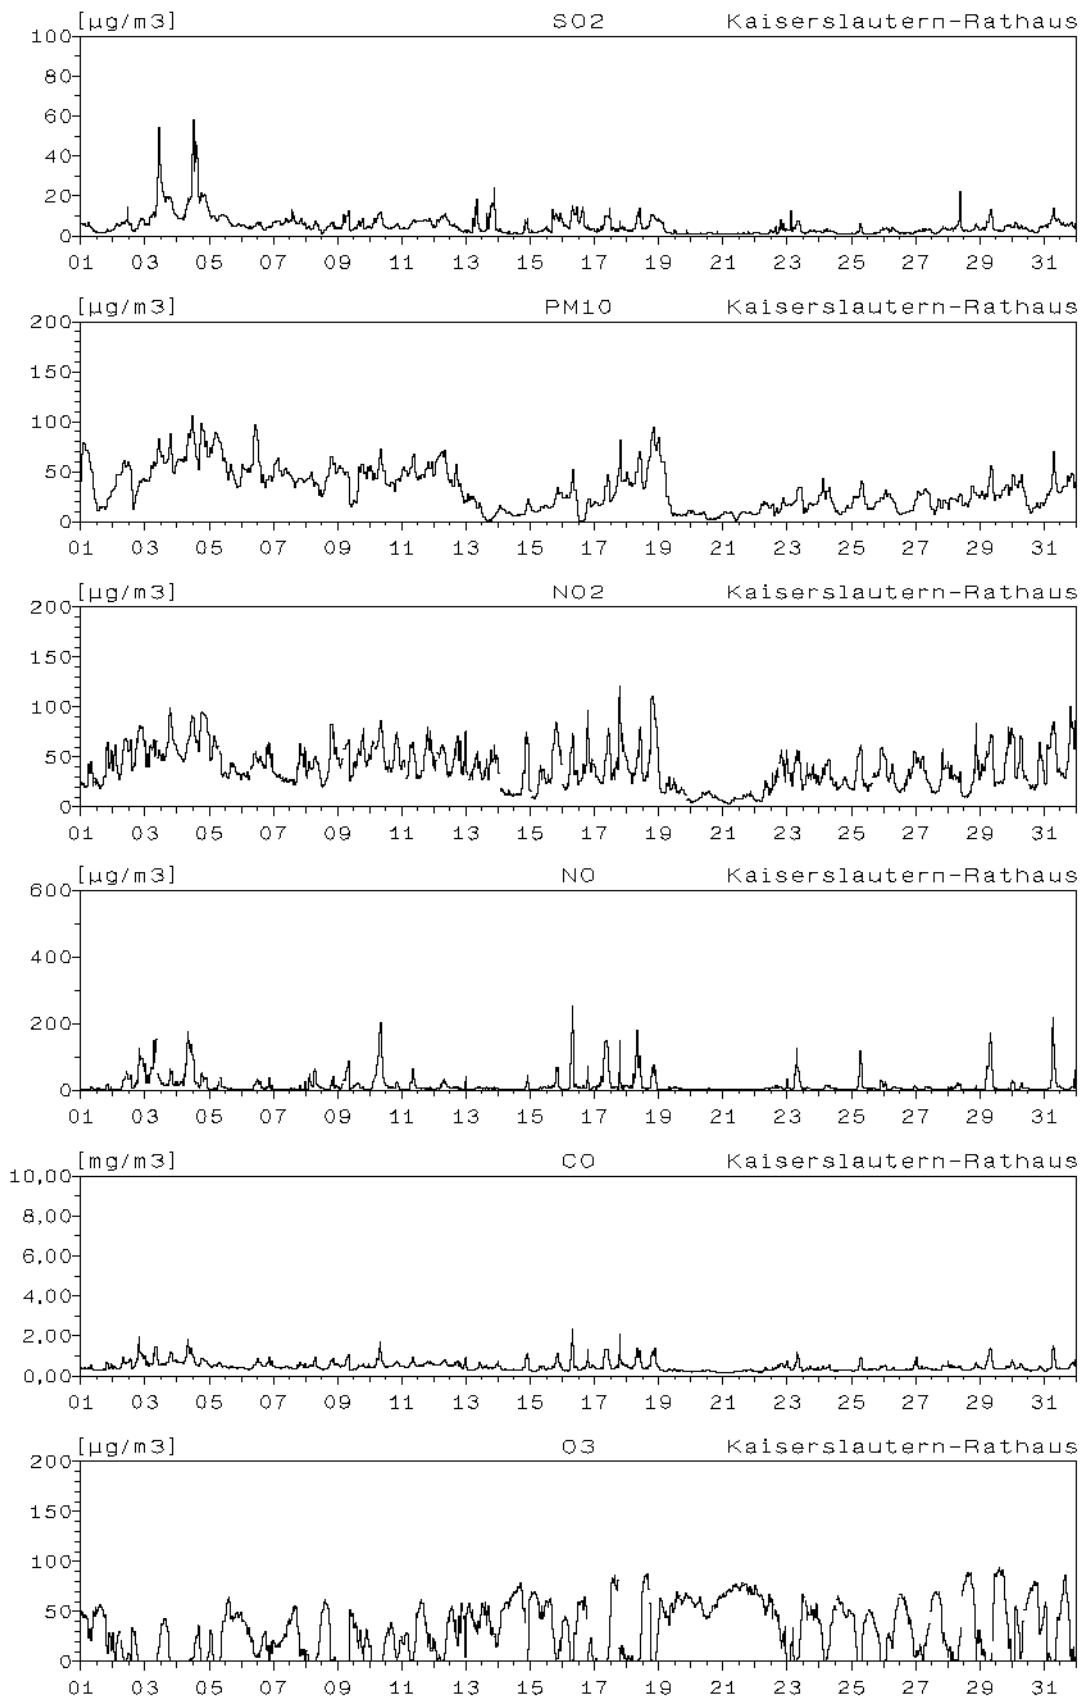 [µg/m3] SO2 Kaiserslautern-Rathaus
100
80
60
40
20
0
01 03 05 07 09 11 13 15 17 19 21 23 25 27 29 31
[µg/m3] PM10 Kaiserslautern-Rathaus
200
150
100
50
0
01 03 05 07 09 11 13 15 17 19 21 23 25 27 29 31
[µg/m3] NO2 Kaiserslautern-Rathaus
200
150
100
50
0
01 03 05 07 09 11 13 15 17 19 21 23 25 27 29 31
[µg/m3] NO Kaiserslautern-Rathaus
600
400
200
0
01 03 05 07 09 11 13 15 17 19 21 23 25 27 29 31
[mg/m3] CO Kaiserslautern-Rathaus
10,00
8,00
6,00
4,00
2,00
0,00
01 03 05 07 09 11 13 15 17 19 21 23 25 27 29 31
[µg/m3] O3 Kaiserslautern-Rathaus
200
150
100
50
0
01 03 05 07 09 11 13 15 17 19 21 23 25 27 29 31